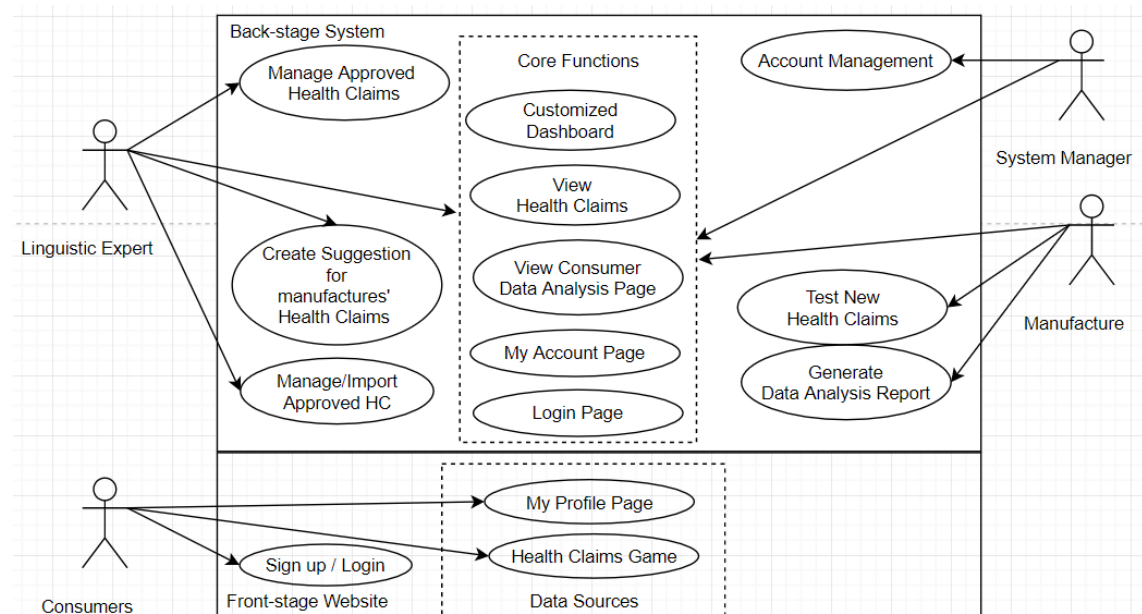 Back-stage System
Manage Approved
Health Claims
Core Functions
Account Management
Customized
Dashboard
System Manager
View
Health Claims
Linguistic Expert
Create Suggestion
for
manufactures'
Health Claims
View Consumer
Data Analysis Page
Test New
Health Claims
Manufacture
My Account Page
Manage/Import
Approved HC
Generate
Data Analysis Report
Login Page
My Profile Page
Health Claims Game
Sign up / Login
Consumers
Front-stage Website
Data Sources